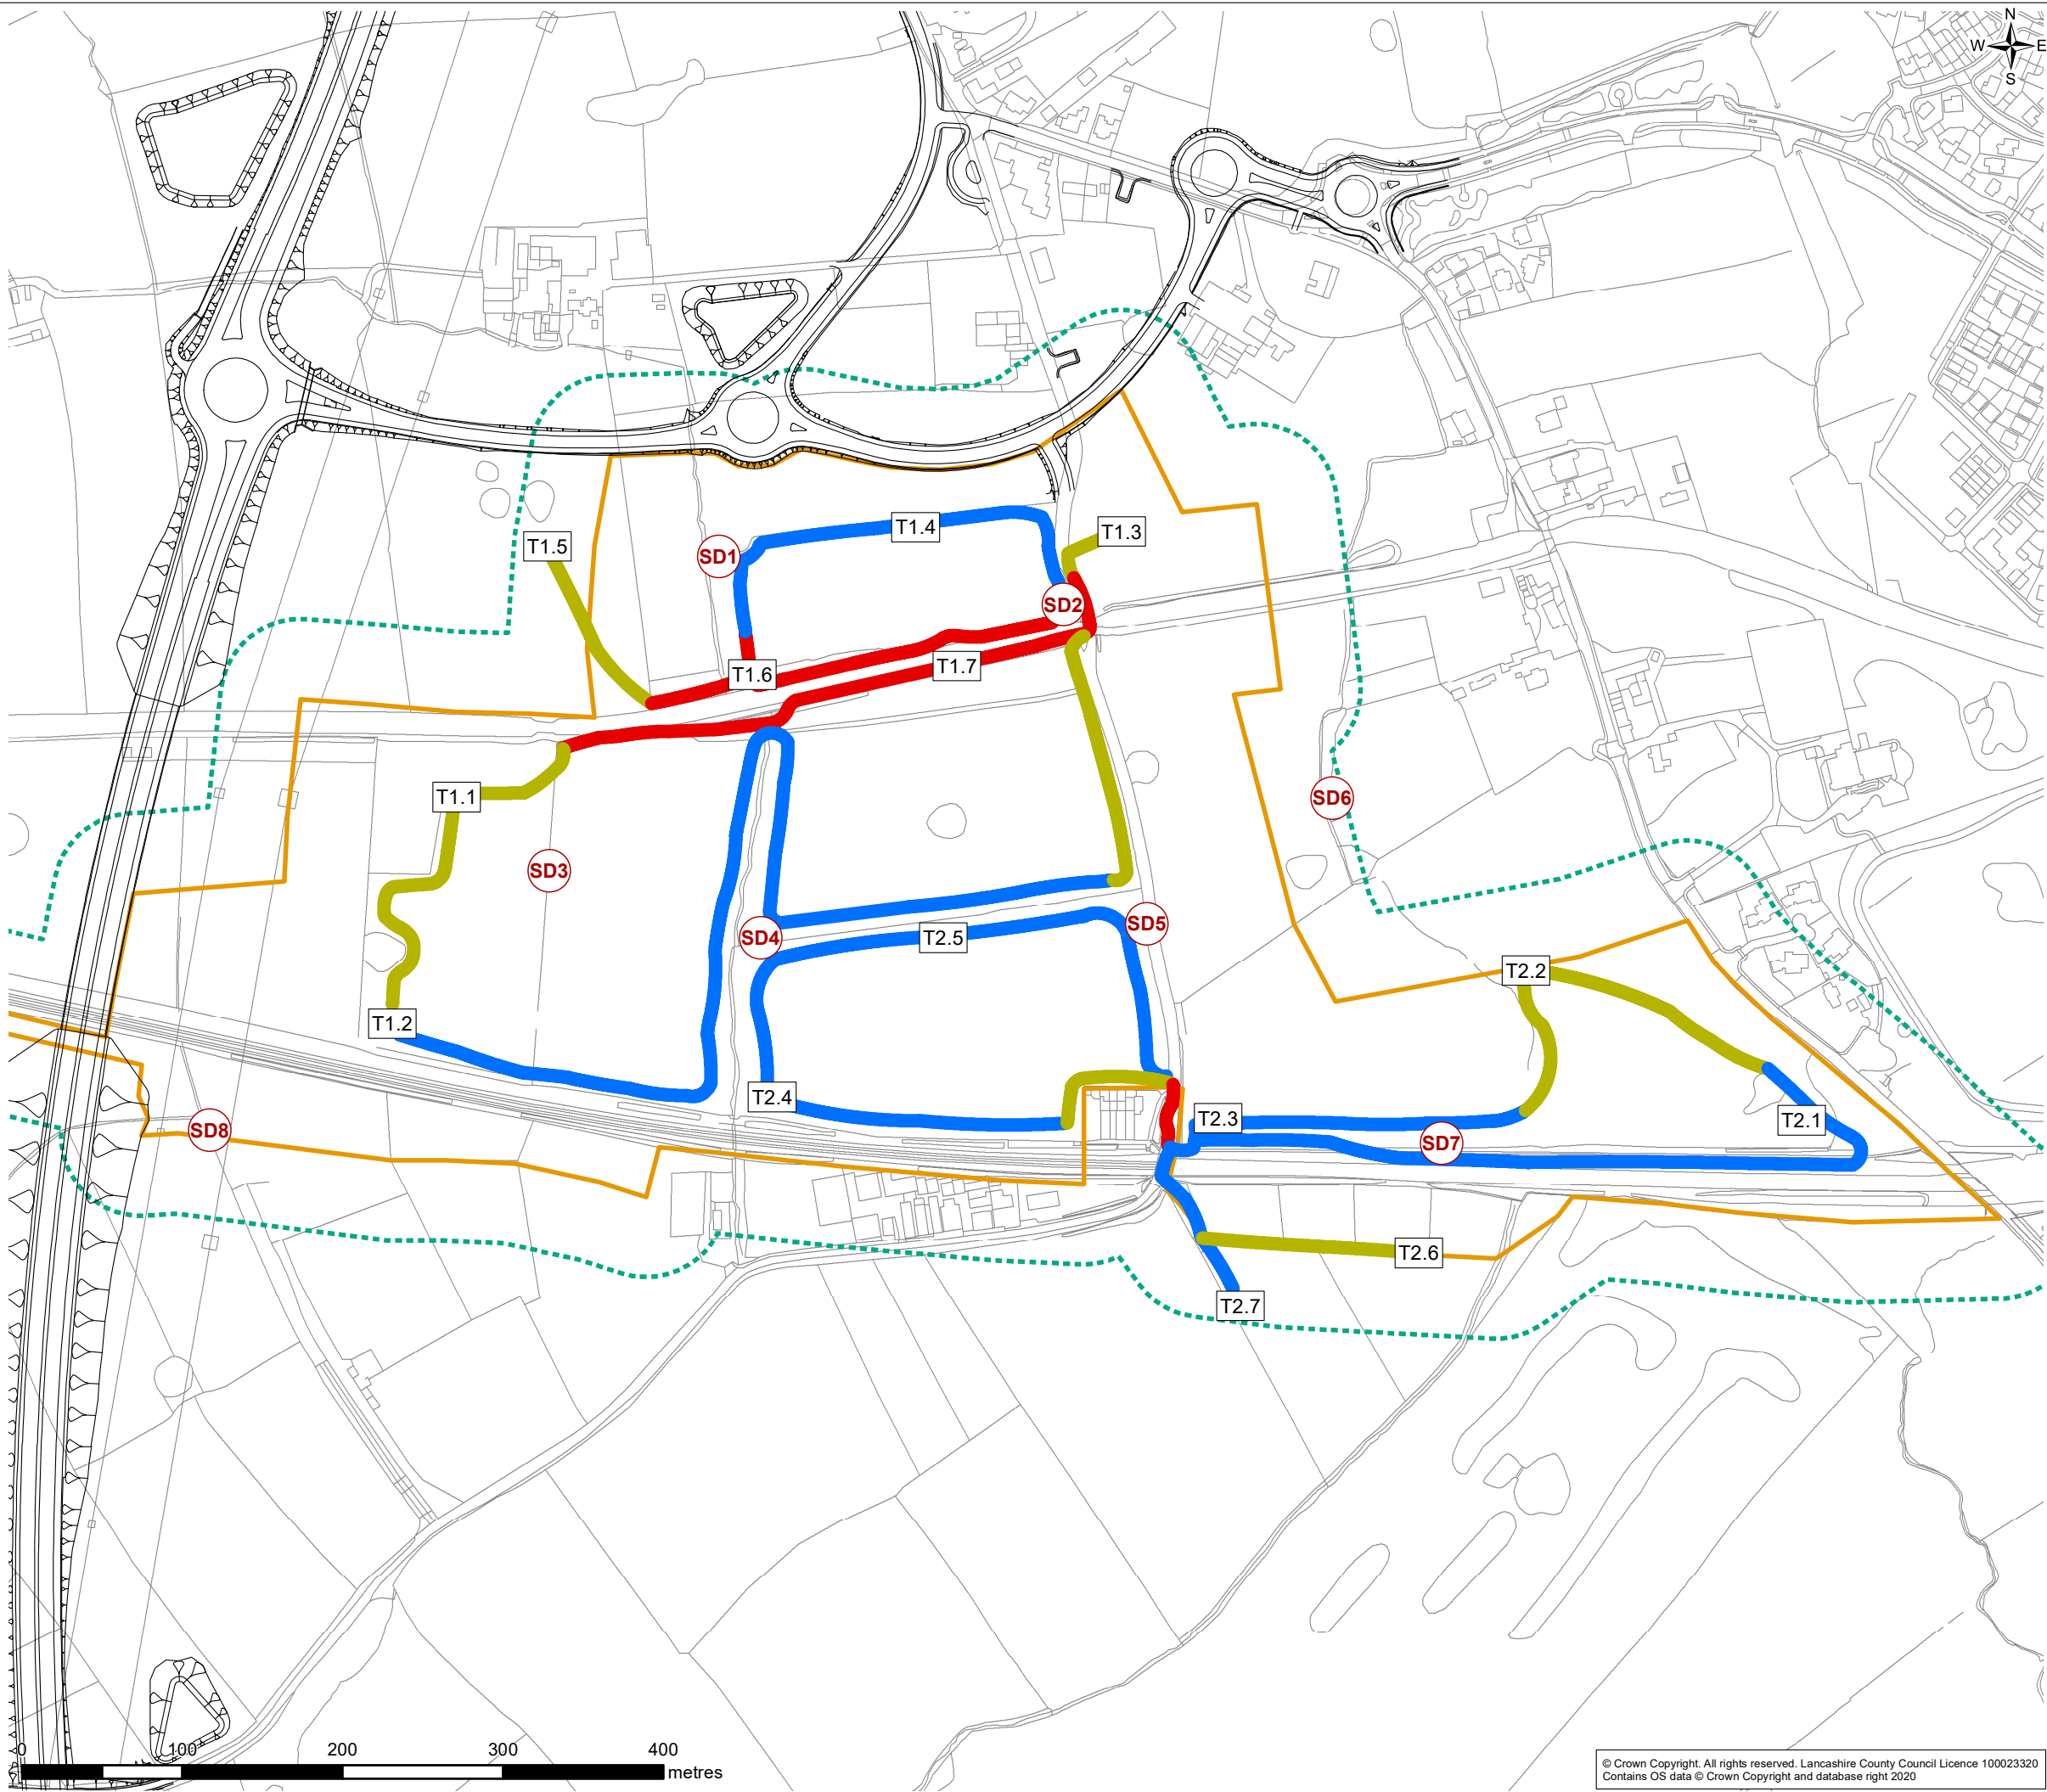 N
W E
S
T1.4
T1.3
T1.5
SD1
SD2
T1.6
T1.7
T1.1
SD6
SD3
SD5
SD4
T2.5
T2.2
T1.2
T2.4
T2.3
T2.1
SD8
SD7
T2.6
T2.7
0 100 200 300 400
metres
© Crown Copyright. All rights reserved. Lancashire County Council Licence 100023320
Contains OS data © Crown Copyright and database right 2020